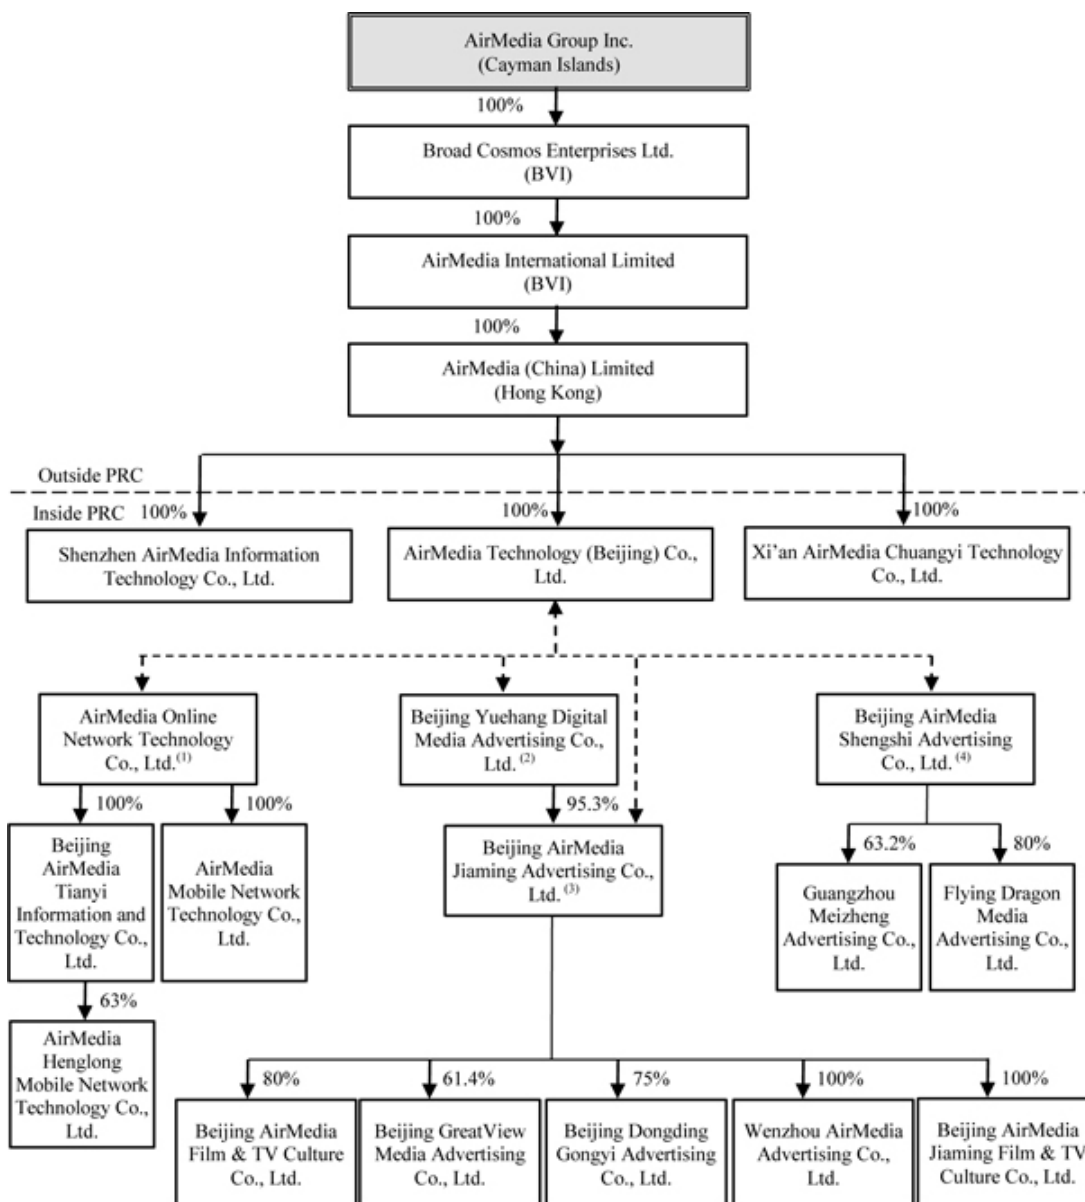 AirMedia Group Inc.
(Cayman Islands)
100%
Broad Cosmos Enterprises Ltd.
(BVI)
100%
AirMedia International Limited
(BVI)
100%
AirMedia (China) Limited
(Hong Kong)
Outside PRC
Inside PRC
100%
100%
100%
Shenzhen AirMedia Information
Technology Co., Ltd.
AirMedia Technology (Beijing) Co.,
Ltd.
Xi'an AirMedia Chuangyi Technology
Co., Ltd.
AirMedia Online
Network Technology
Co., Ltd.(1)
Beijing Yuehang Digital
Media Advertising Co.,
Ltd. (2)
Beijing AirMedia
Shengshi Advertising
Co., Ltd. (4)
100%
100%
95.3%
Beijing
AirMedia
Tianyi
Information and
Technology Co.,
Ltd.
AirMedia
Mobile Network
Technology Co.,
Ltd.
Beijing AirMedia
Jiaming Advertising Co.,
Ltd. (3)
63.2%
80%
Guangzhou
Meizheng
Advertising Co.,
Ltd.
Flying Dragon
Media
Advertising Co.,
Ltd.
63%
AirMedia
Henglong
Mobile Network
Technology Co.,
Ltd.
80%
61.4%
75%
100%
100%
Beijing AirMedia
Film & TV Culture
Co., Ltd.
Beijing GreatView
Media Advertising
Co., Ltd.
Beijing Dongding
Gongyi Advertising
Co., Ltd.
Wenzhou AirMedia
Advertising Co.,
Ltd.
Beijing AirMedia
Jiaming Film & TV
Culture Co., Ltd.